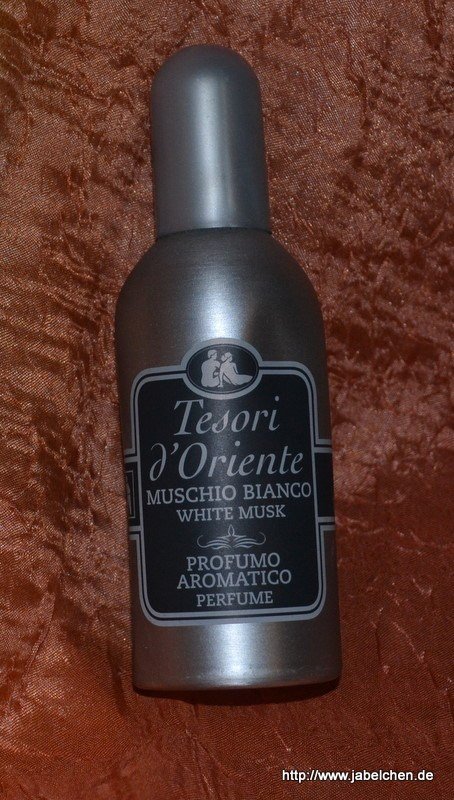 Tesori
d'Oriente
MUSCHIO BIANCO
WHITE MUSK
PROFUMO
AROMATICO
PERFUME
http://www.jabelchen.de